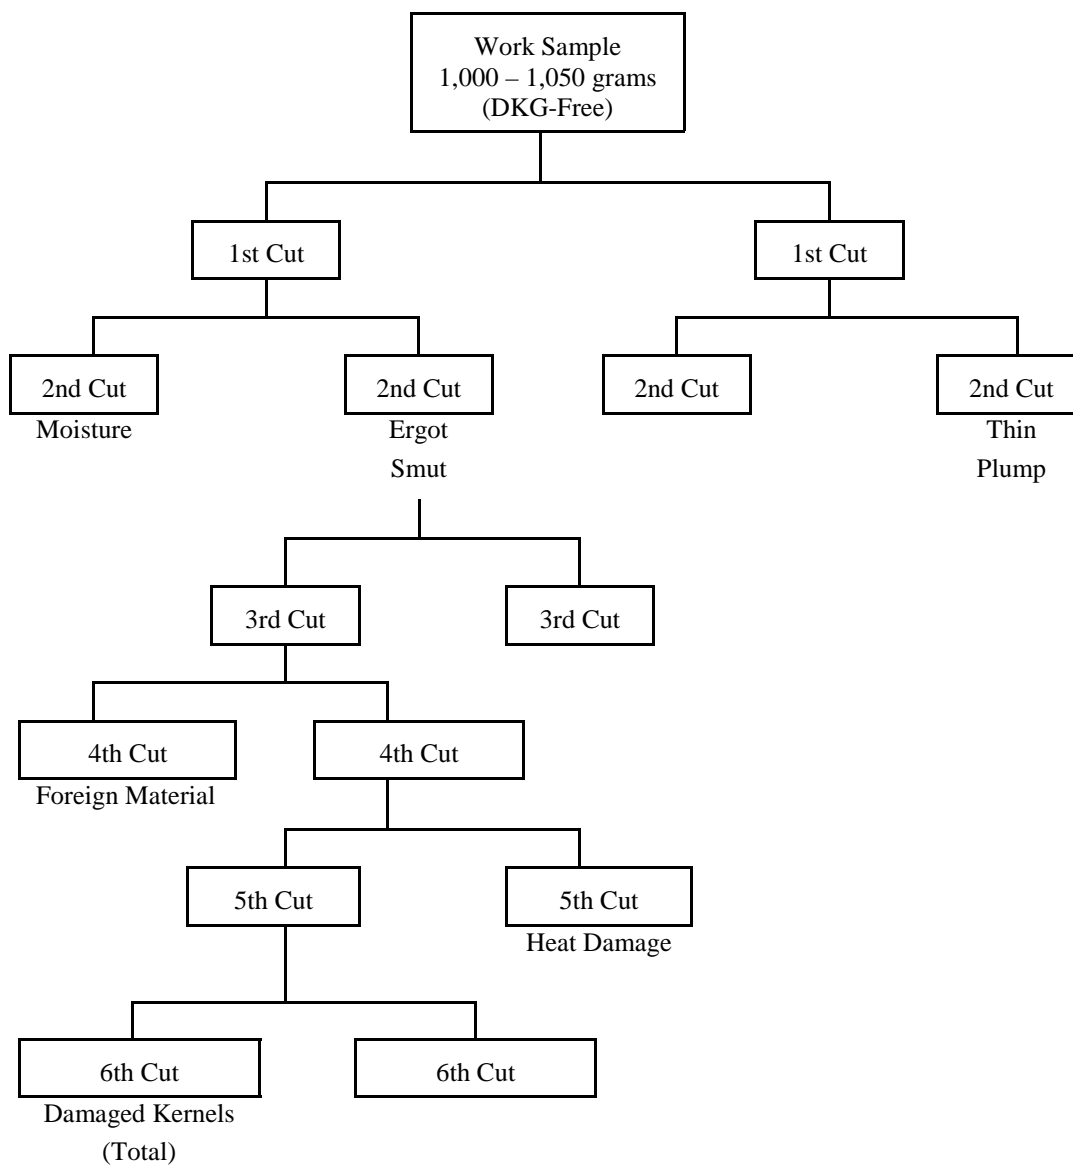 Work Sample
1,000 – 1,050 grams
(DKG-Free)
1st Cut
1st Cut
2nd Cut
2nd Cut
2nd Cut
2nd Cut
Moisture
Ergot
Thin
Smut
Plump
3rd Cut
3rd Cut
4th Cut
4th Cut
Foreign Material
5th Cut
5th Cut
Heat Damage
6th Cut
6th Cut
Damaged Kernels
(Total)